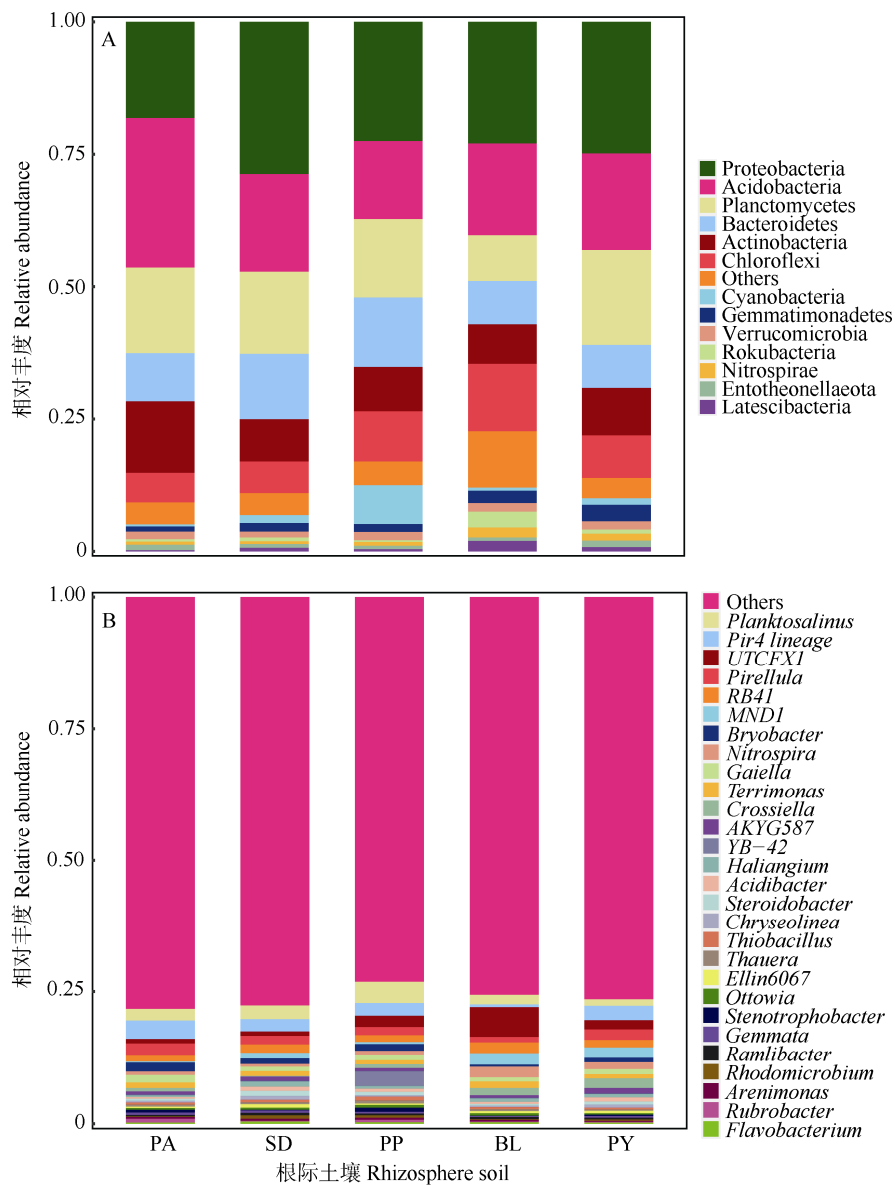 A
1.00
0.75
0.50
0.25
0
相对丰度 Relative abundance
Proteobacteria
Acidobacteria
Planctomycetes
Bacteroidetes
Actinobacteria
Chloroflexi
Others
Cyanobacteria
Gemmatimonadetes
Verrucomicrobia
Rokubacteria
Nitrospirae
Entotheonellaeota
Latescibacteria
B
1.00
0.75
0.50
0.25
0
相对丰度 Relative abundance
Others
Planktosalinus
Pir4 lineage
UTCFX1
Pirellula
RB41
MND1
Bryobacter
Nitrospira
Gaiella
Terrimonas
Crossiella
AKYG587
YB−42
Haliangium
Acidibacter
Steroidobacter
Chryseolinea
Thiobacillus
Thauera
Ellin6067
Ottowia
Stenotrophobacter
Gemmata
Ramlibacter
Rhodomicrobium
Arenimonas
Rubrobacter
Flavobacterium
PA SD PP BL PY
根际土壤 Rhizosphere soil